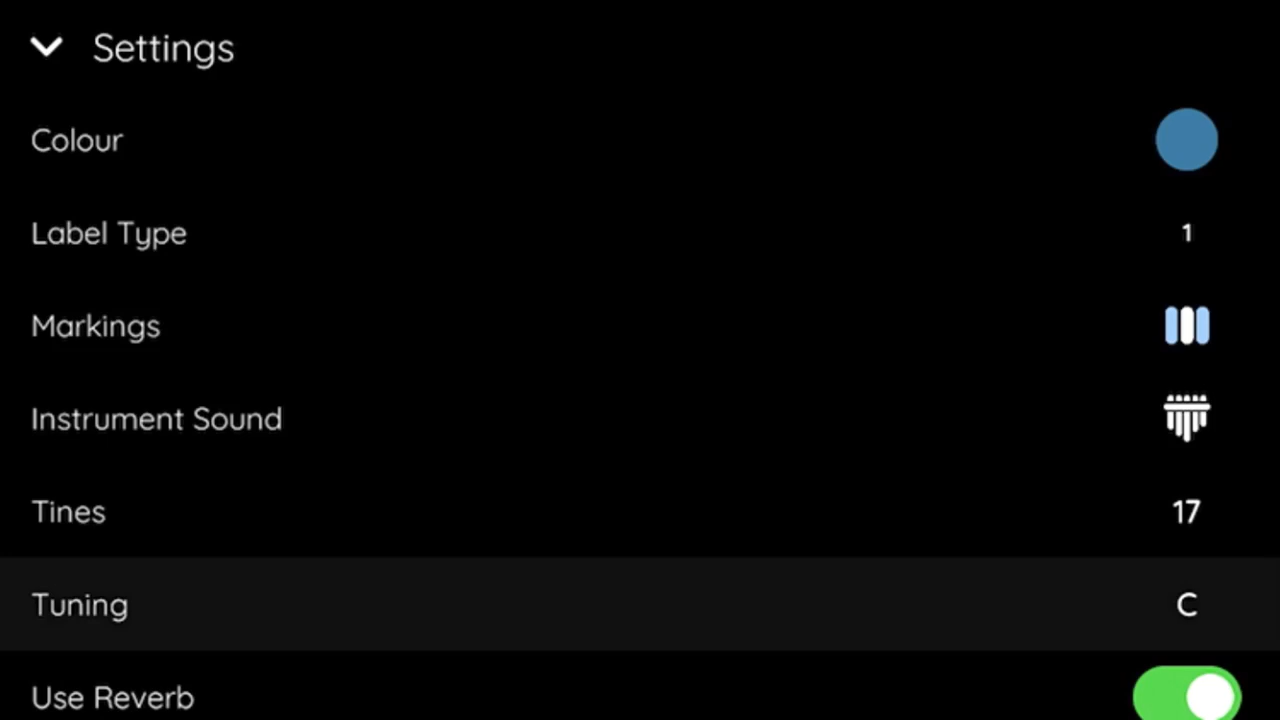 Settings
Colour
Label Type 1
Markings
Instrument Sound
Tines 17
Tuning C
Use Reverb